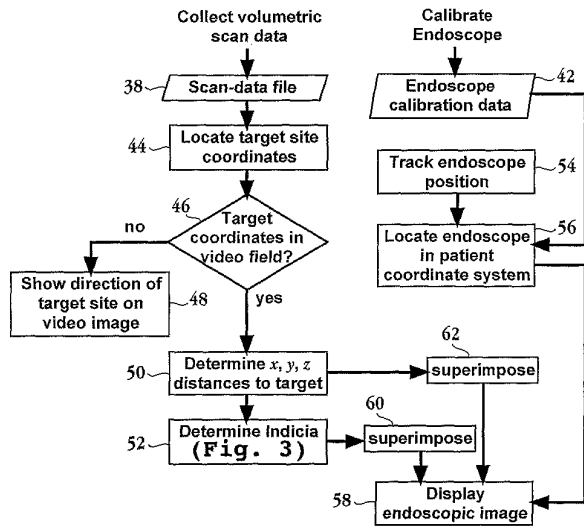 Collect volumetric
scan data
38
Scan-data file
44
Locate target site
coordinates
46
Target
coordinates in
video field?
no
yes
Show direction of
target site on
video image
48
50
Determine x, y, z
distances to target
52
Determine Indicia
(Fig. 3)
Calibrate
Endoscope
42
Endoscope
calibration data
54
Track endoscope
position
56
Locate endoscope
in patient
coordinate system
62
superimpose
60
superimpose
58
Display
endoscopic image